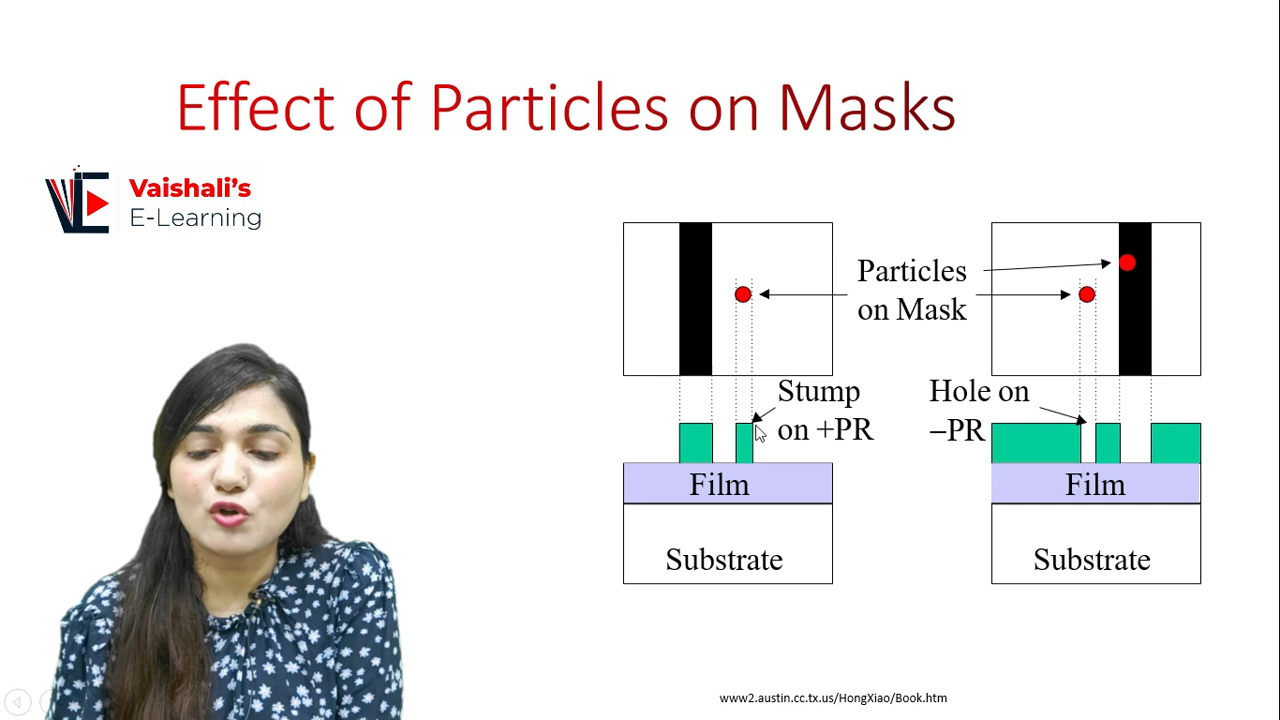 Effect of Particles on Masks
Vaishali's
E-Learning
Particles
on Mask
Stump
on +PR
Hole on
−PR
Film
Film
Substrate
Substrate
www2.austin.cc.tx.us/HongXiao/Book.htm